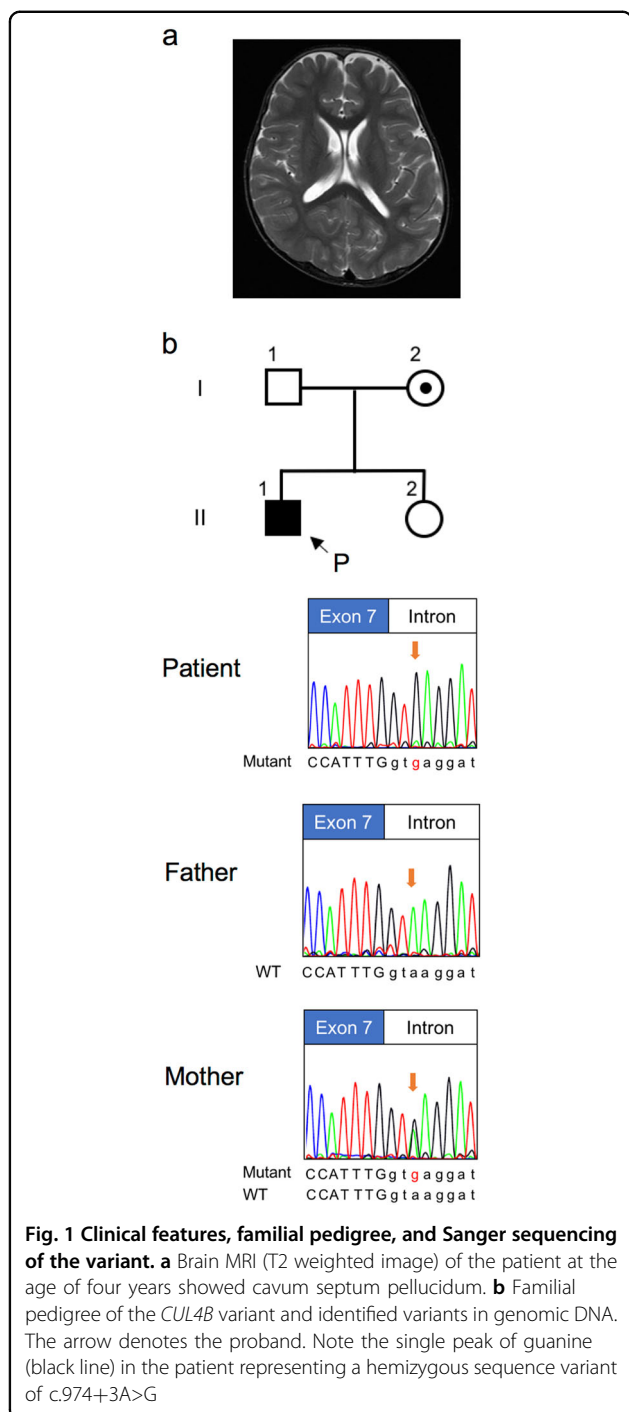 a
b
1 2
I
1 2
II
P
Exon 7 Intron
Patient
Mutant C C A T T T G g t g a g g a t
Exon 7 Intron
Father
WT C C A T T T G g t a a g g a t
Exon 7 Intron
Mother
Mutant C C A T T T G g t g a g g a t
WT C C A T T T G g t a a g g a t
Fig. 1 Clinical features, familial pedigree, and Sanger sequencing
of the variant. a Brain MRI (T2 weighted image) of the patient at the
age of four years showed cavum septum pellucidum. b Familial
pedigree of the CUL4B variant and identified variants in genomic DNA.
The arrow denotes the proband. Note the single peak of guanine
(black line) in the patient representing a hemizygous sequence variant
of c.974+3A>G